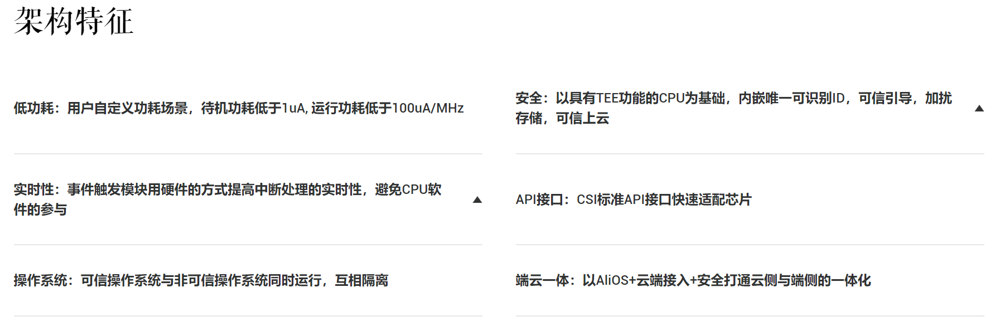 架构特征
低功耗：用户自定义功耗场景，待机功耗低于1uA, 运行功耗低于100uA/MHz
安全：以具有TEE功能的CPU为基础，内嵌唯一可识别ID，可信引导，加扰
存储，可信上云
实时性：事件触发模块用硬件的方式提高中断处理的实时性，避免CPU软
件的参与
API接口：CSI标准API接口快速适配芯片
操作系统：可信操作系统与非可信操作系统同时运行，互相隔离
端云一体：以AliOS+云端接入+安全打通云侧与端侧的一体化